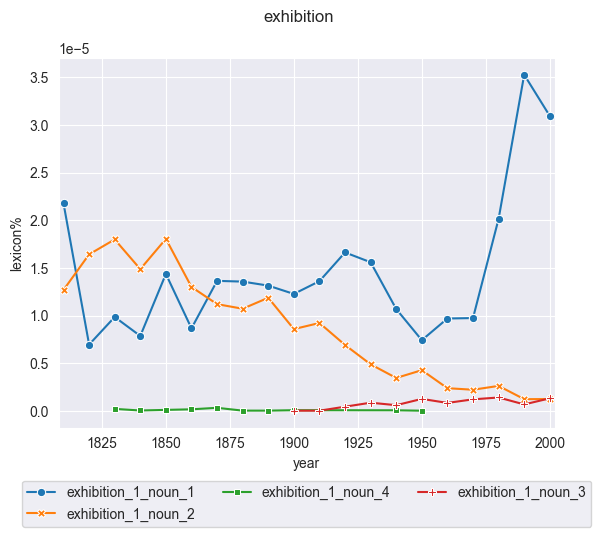 exhibition
1e−5
3.5
3.0
2.5
2.0
1.5
1.0
0.5
0.0
lexicon%
1825 1850 1875 1900 1925 1950 1975 2000
year
exhibition_1_noun_1 exhibition_1_noun_4 exhibition_1_noun_3
exhibition_1_noun_2